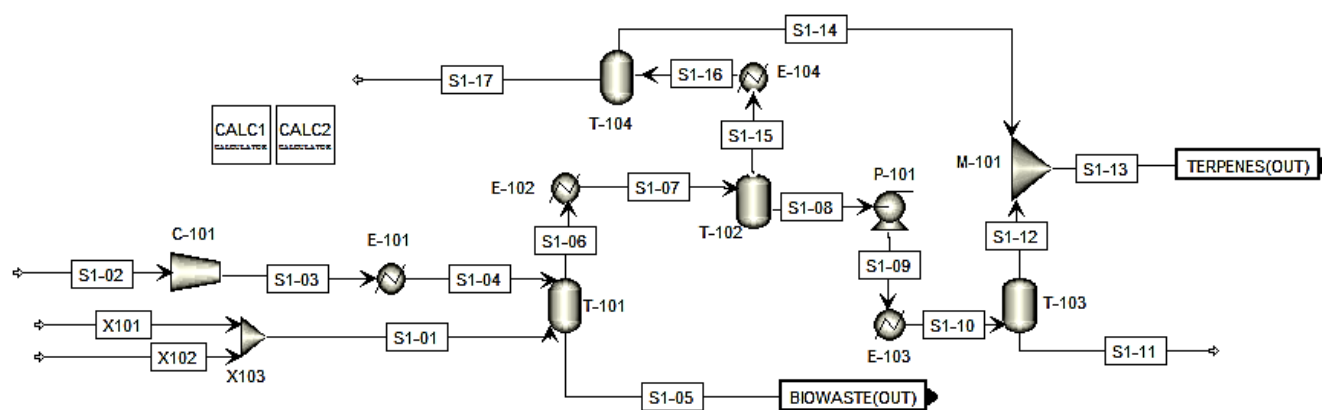 S1-14
S1-17
S1-16
E-104
T-104
CALC1
CALCULATOR
CALC2
CALCULATOR
S1-15
M-101
S1-13
TERPENES(OUT)
E-102
S1-07
P-101
S1-08
T-102
S1-12
C-101
E-101
S1-06
S1-09
S1-02
S1-03
S1-04
T-101
T-103
X101
S1-01
S1-10
X102
X103
E-103
S1-11
S1-05
BIOWASTE(OUT)